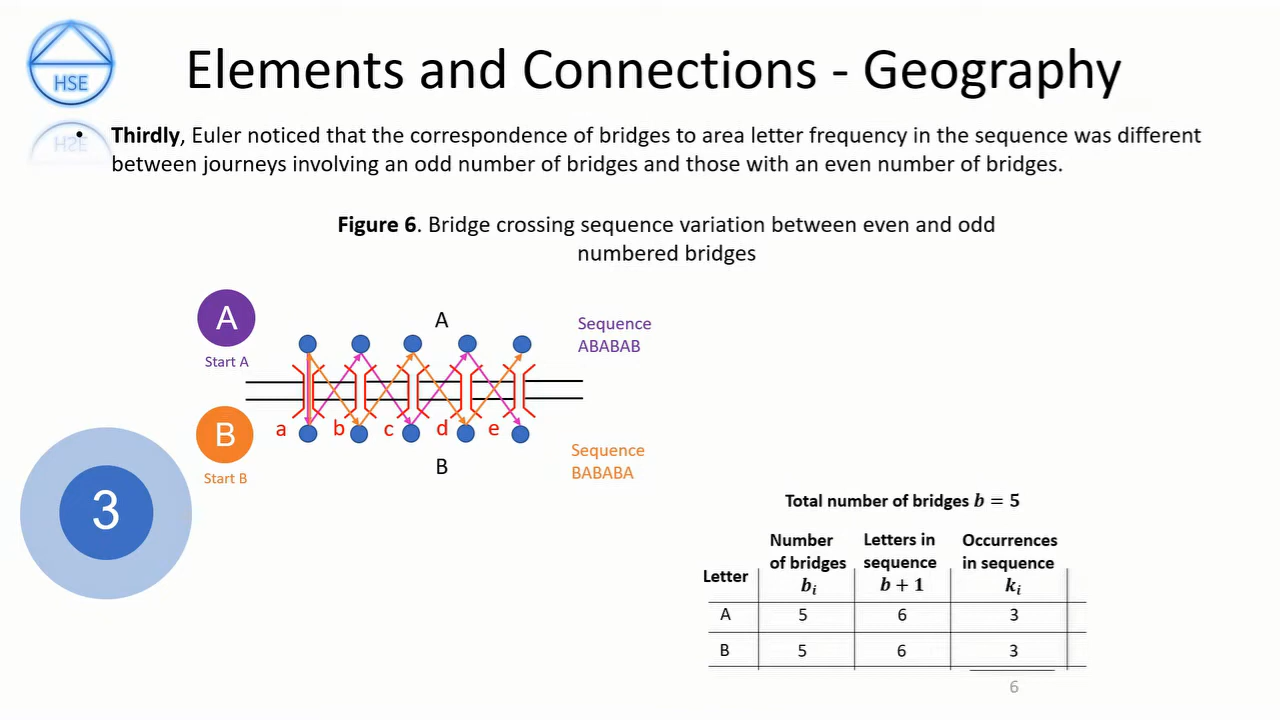 HSE
Elements and Connections - Geography
• Thirdly, Euler noticed that the correspondence of bridges to area letter frequency in the sequence was different
between journeys involving an odd number of bridges and those with an even number of bridges.
Figure 6. Bridge crossing sequence variation between even and odd
numbered bridges
A
Start A
A
Sequence
ABABAB
B
Start B
a b c d e
B
Sequence
BABABA
3
Total number of bridges b = 5
Letter Number of bridges bᵢ Letters in sequence b + 1 Occurrences in sequence kᵢ
A 5 6 3
B 5 6 3
6